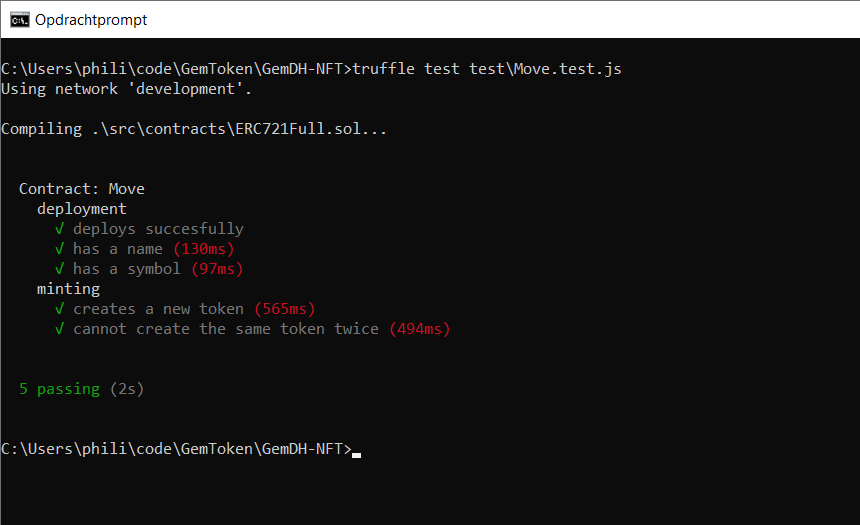 Opdrachtprompt
C:\Users\phili\code\GemToken\GemDH-NFT>truffle test test\Move.test.js
Using network 'development'.
Compiling .\src\contracts\ERC721Full.sol...
Contract: Move
deployment
√ deploys succesfully
√ has a name (130ms)
√ has a symbol (97ms)
minting
√ creates a new token (565ms)
√ cannot create the same token twice (494ms)
5 passing (2s)
C:\Users\phili\code\GemToken\GemDH-NFT>